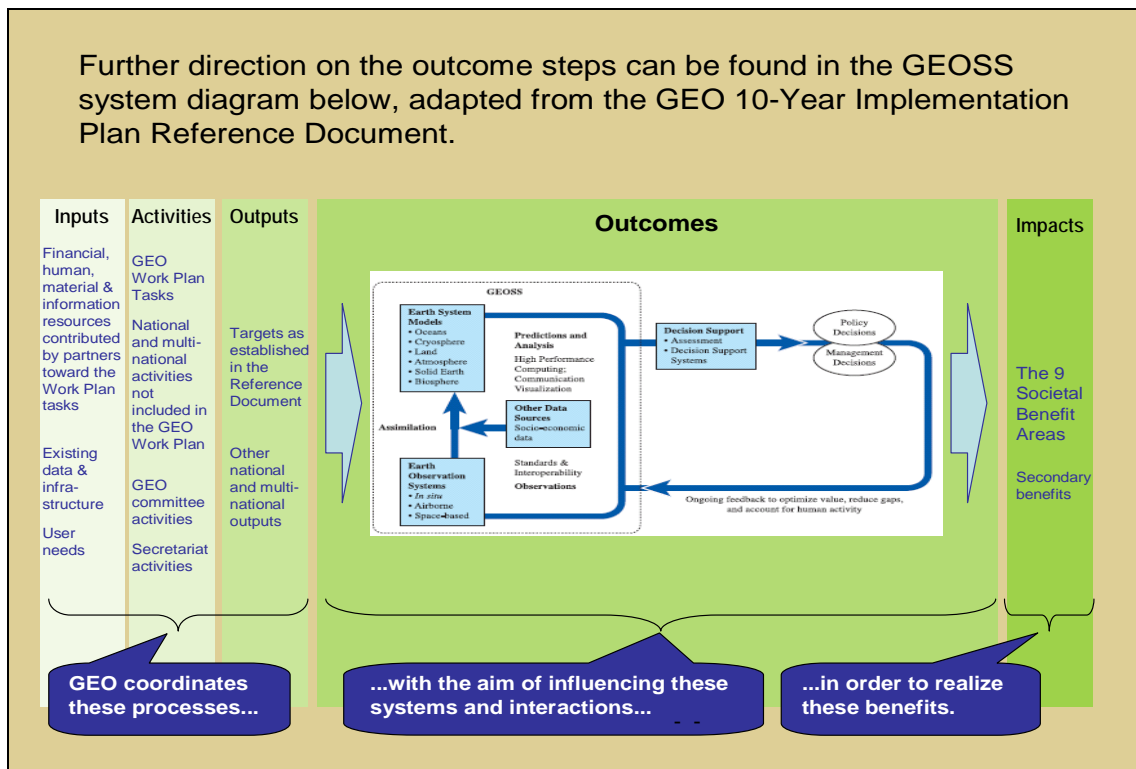 Further direction on the outcome steps can be found in the GEOSS
system diagram below, adapted from the GEO 10-Year Implementation
Plan Reference Document.
Inputs
Financial,
human,
material &
information
resources
contributed
by partners
toward the
Work Plan
tasks
Existing
data &
infra-
structure
User
needs
Activities
GEO
Work Plan
Tasks
National
and multi-
national
activities
not
included in
the GEO
Work Plan
GEO
committee
activities
Secretariat
activities
Outputs
Targets as
established
in the
Reference
Document
Other
national
and multi-
national
outputs
Outcomes
GEOSS
Earth System
Models
• Oceans
• Cryosphere
• Land
• Atmosphere
• Solid Earth
• Biosphere
Predictions and
Analysis
High Performance
Computing;
Communication
Visualization
Other Data
Sources
Socio-economic
data
Assimilation
Earth
Observation
Systems
• In situ
• Airborne
• Space-based
Standards &
Interoperability
Observations
Decision Support
• Assessment
• Decision Support
Systems
Policy
Decisions
Management
Decisions
Ongoing feedback to optimize value, reduce gaps,
and account for human activity
Impacts
The 9
Societal
Benefit
Areas
Secondary
benefits
GEO coordinates
these processes...
...with the aim of influencing these
systems and interactions...
- -
...in order to realize
these benefits.